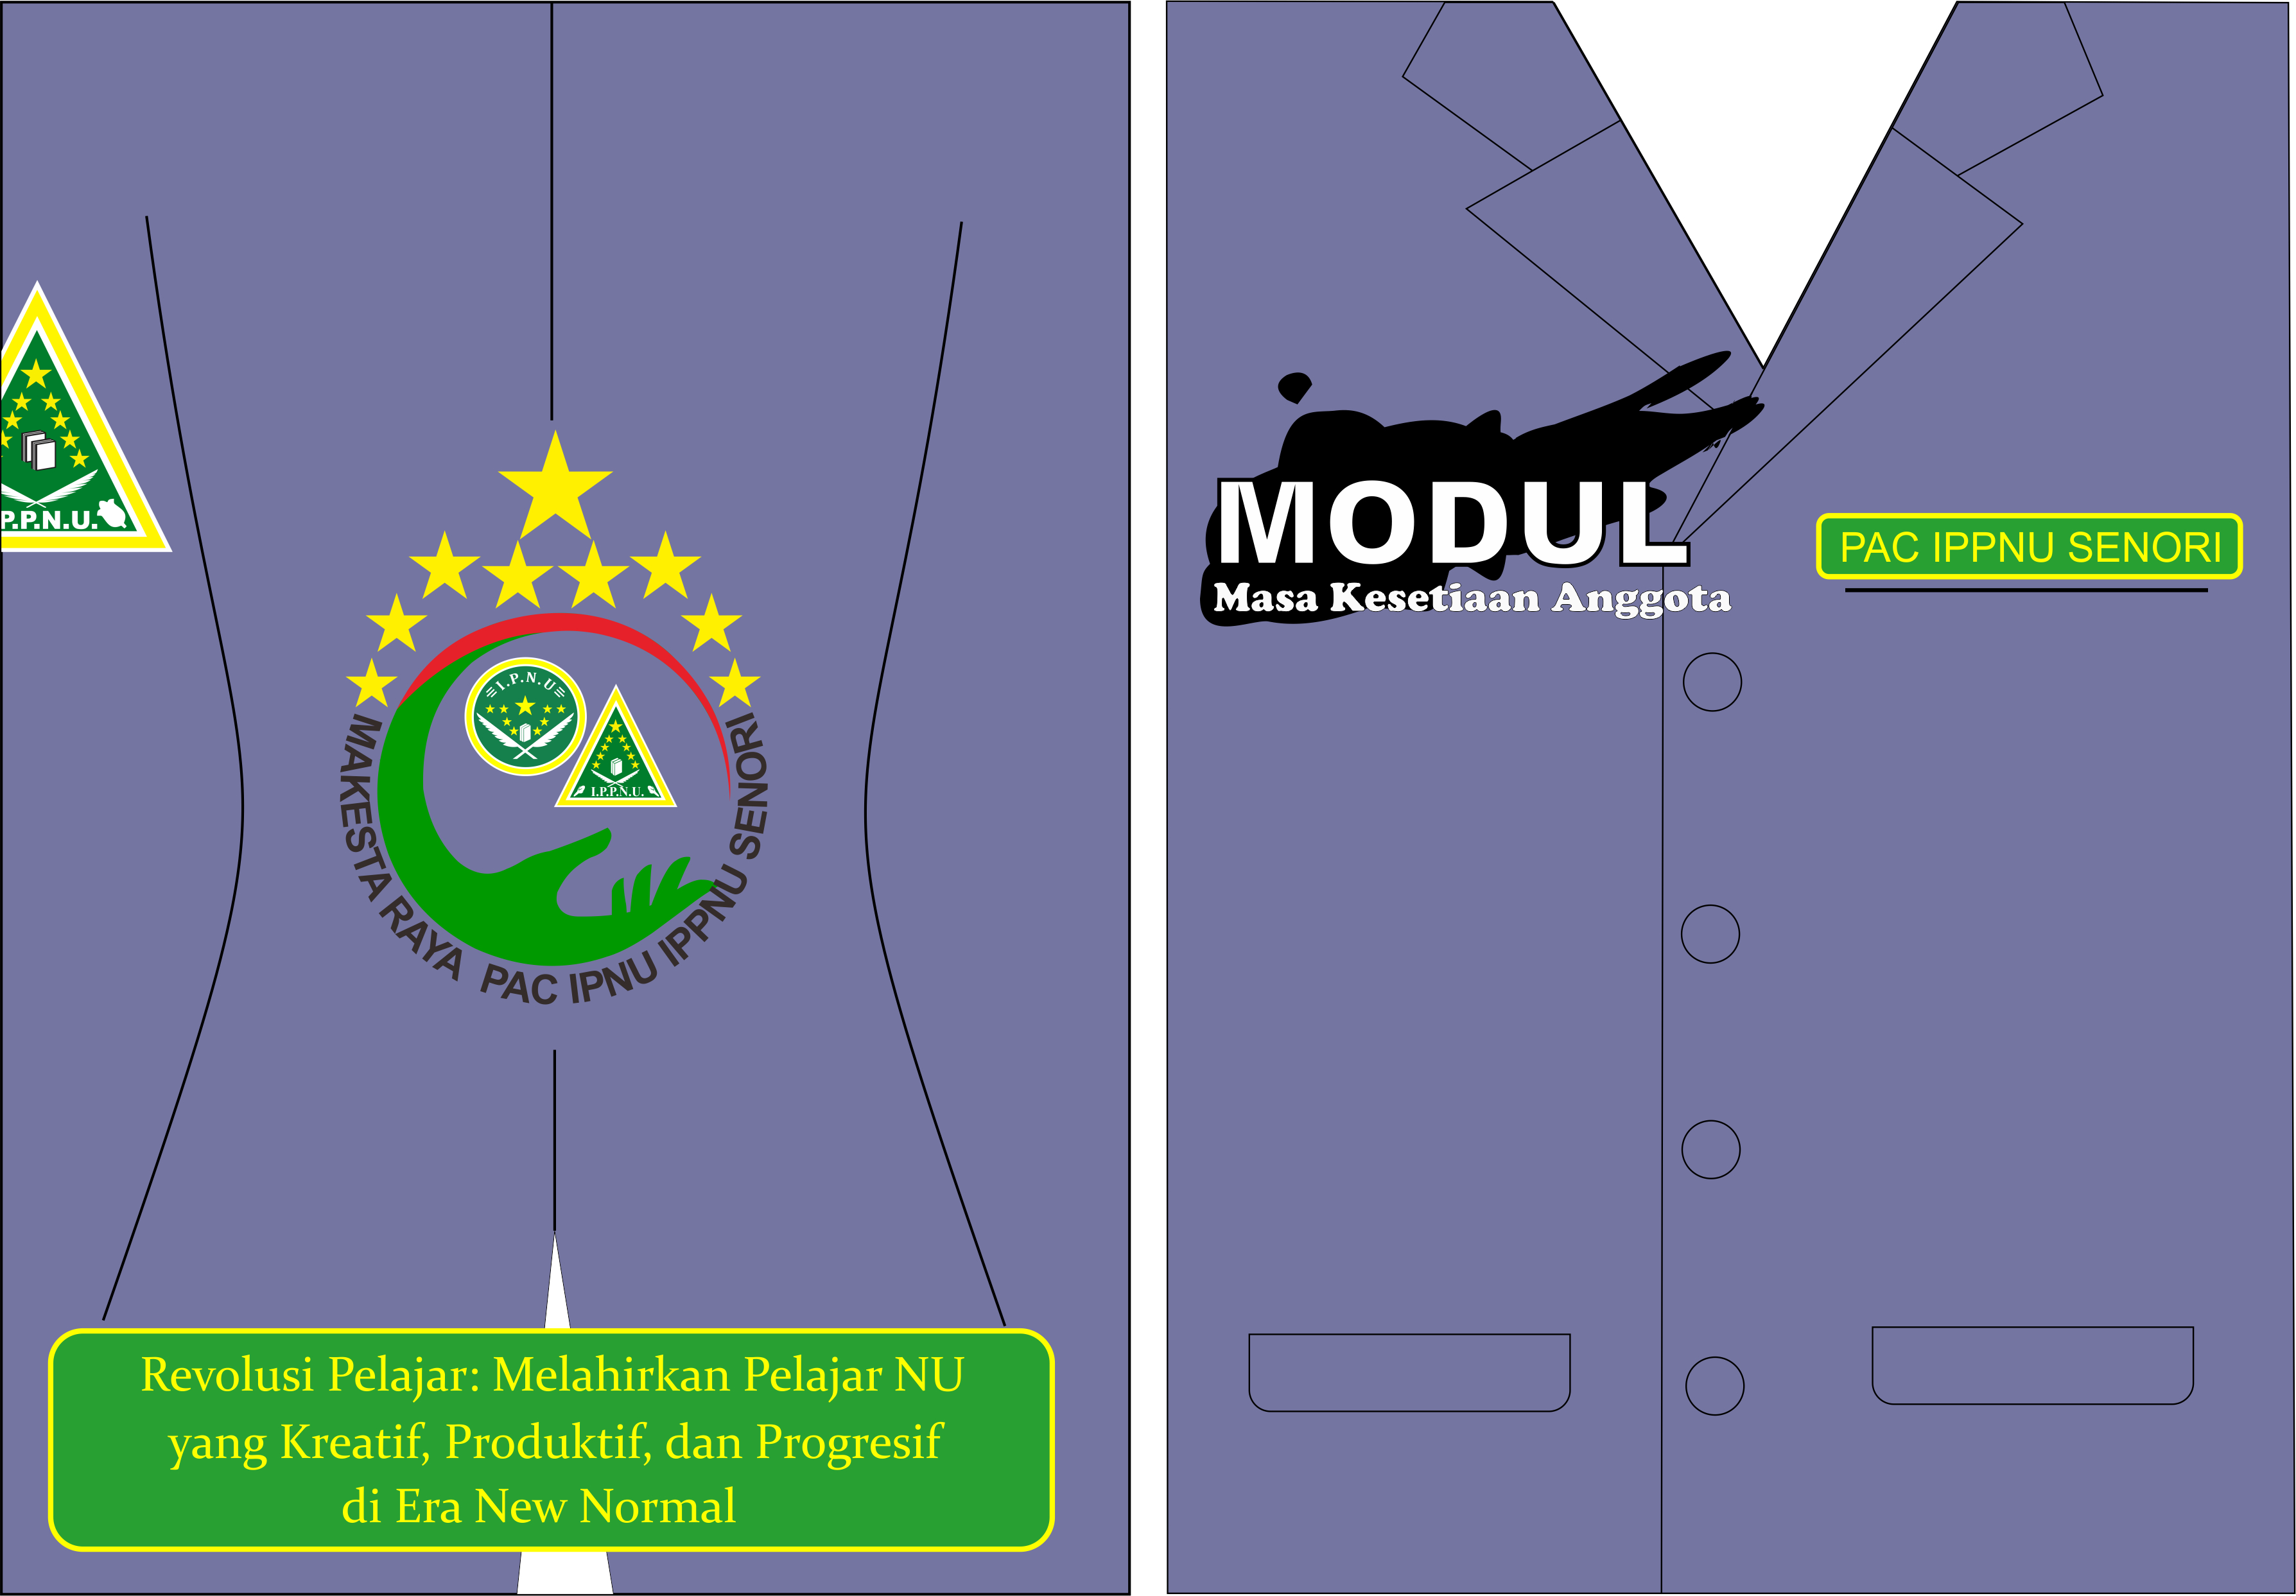 P.P.N.U.
I.P.N.U
I.P.P.N.U.
MAKESTA RAYA PAC IPNU IPPNU SENORI
Revolusi Pelajar: Melahirkan Pelajar NU
yang Kreatif, Produktif, dan Progresif
di Era New Normal
MODUL
Masa Kesetiaan Anggota
PAC IPPNU SENORI